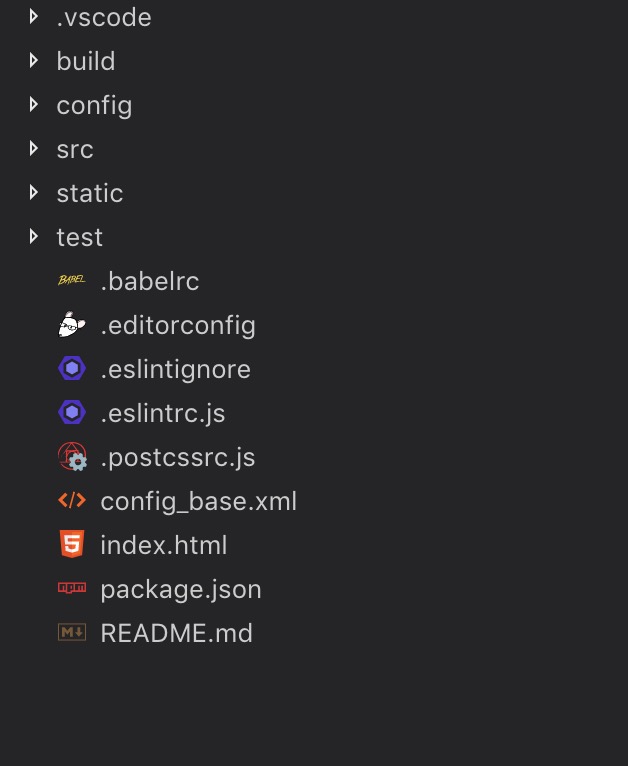 .vscode
build
config
src
static
test
BABEL .babelrc
.editorconfig
.eslintignore
.eslintrc.js
.postcssrc.js
</> config_base.xml
5 index.html
npm package.json
M README.md